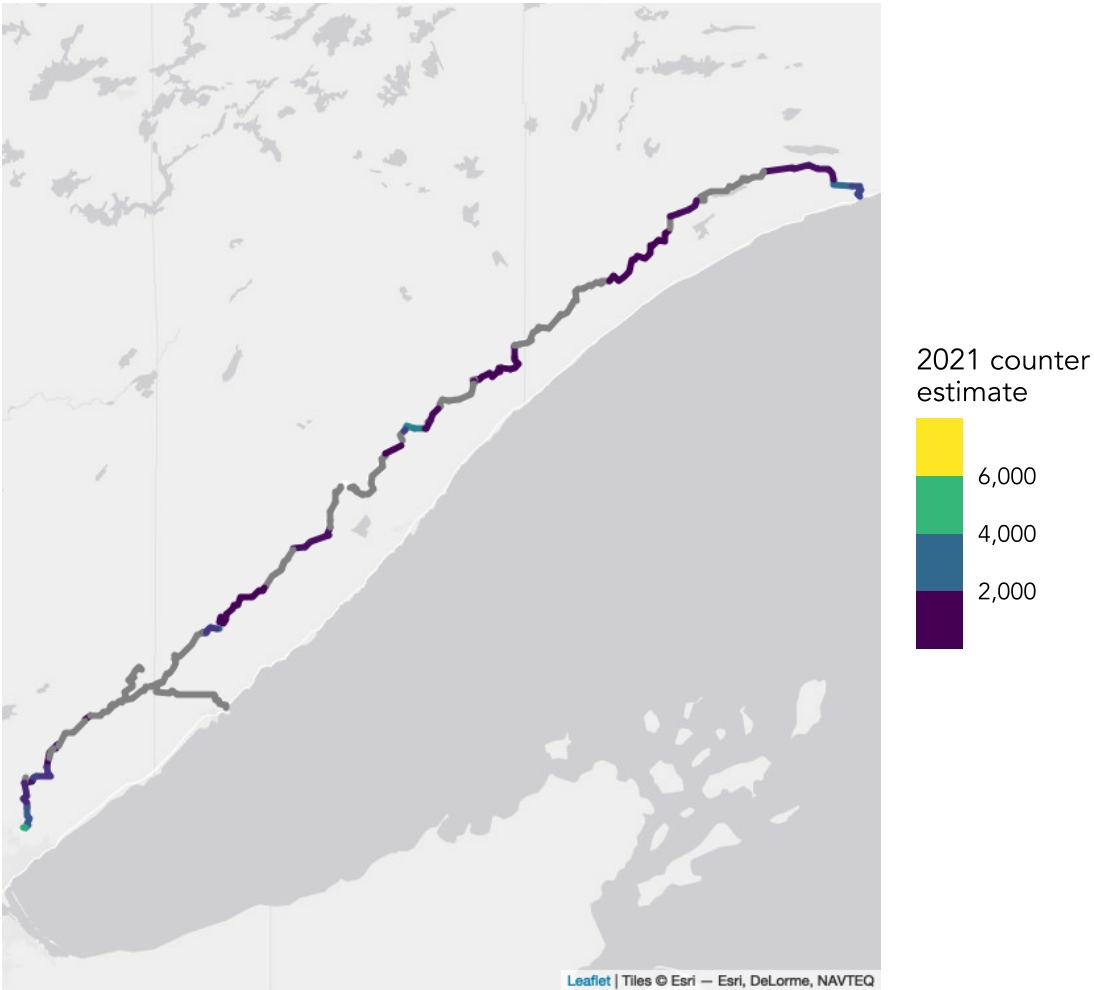 2021 counter
estimate
6,000
4,000
2,000
Leaflet | Tiles © Esri — Esri, DeLorme, NAVTEQ